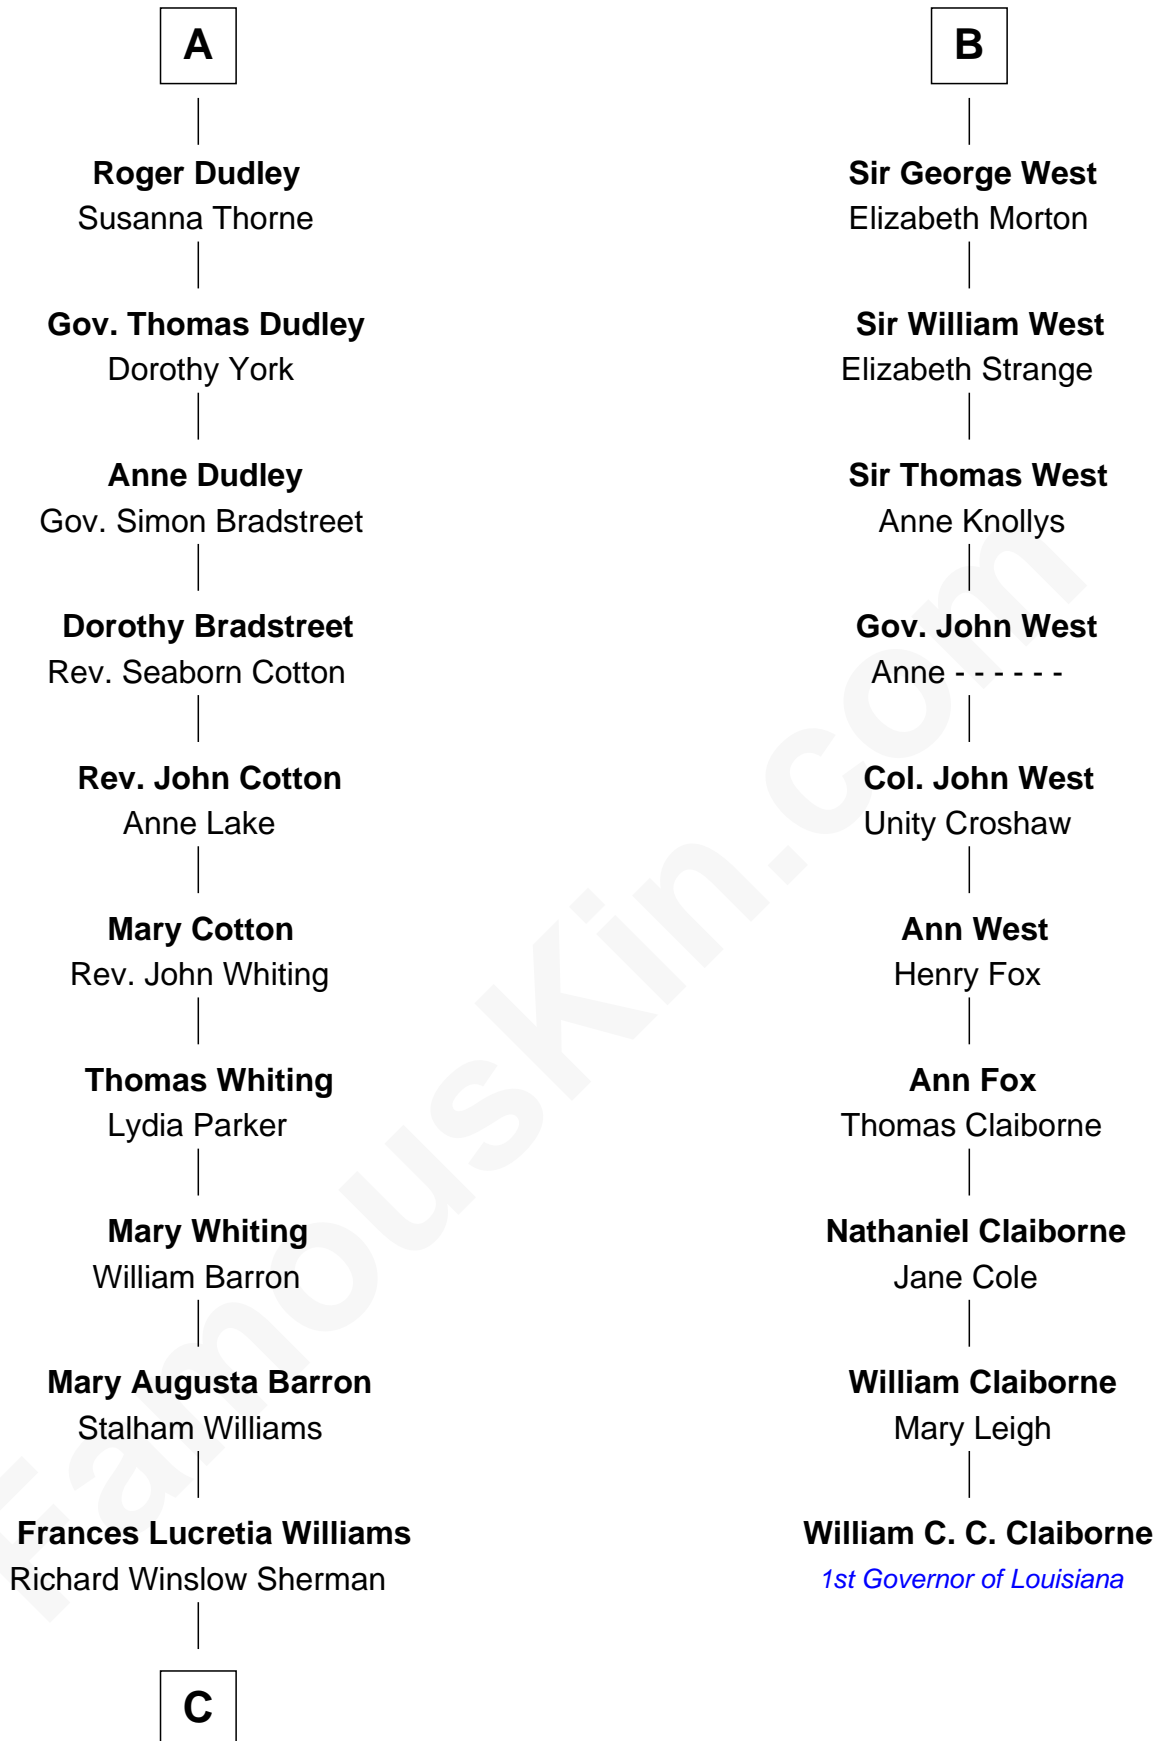 A
Roger Dudley
Susanna Thorne
Gov. Thomas Dudley
Dorothy York
Anne Dudley
Gov. Simon Bradstreet
Dorothy Bradstreet
Rev. Seaborn Cotton
Rev. John Cotton
Anne Lake
Mary Cotton
Rev. John Whiting
Thomas Whiting
Lydia Parker
Mary Whiting
William Barron
Mary Augusta Barron
Stalham Williams
Frances Lucretia Williams
Richard Winslow Sherman
C
B
Sir George West
Elizabeth Morton
Sir William West
Elizabeth Strange
Sir Thomas West
Anne Knollys
Gov. John West
Anne - - - - - -
Col. John West
Unity Croshaw
Ann West
Henry Fox
Ann Fox
Thomas Claiborne
Nathaniel Claiborne
Jane Cole
William Claiborne
Mary Leigh
William C. C. Claiborne
1st Governor of Louisiana
FamousKin.com